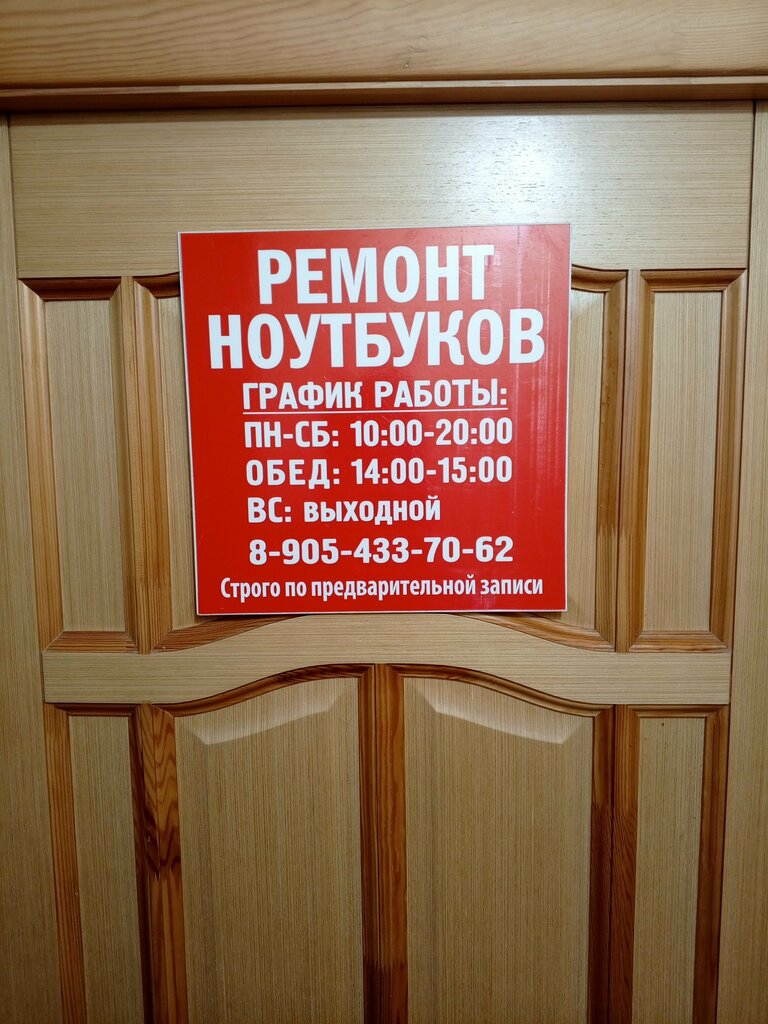 РЕМОНТ
НОУТБУКОВ
ГРАФИК РАБОТЫ:
ПН-СБ: 10:00-20:00
ОБЕД: 14:00-15:00
ВС: выходной
8-905-433-70-62
Строго по предварительной записи